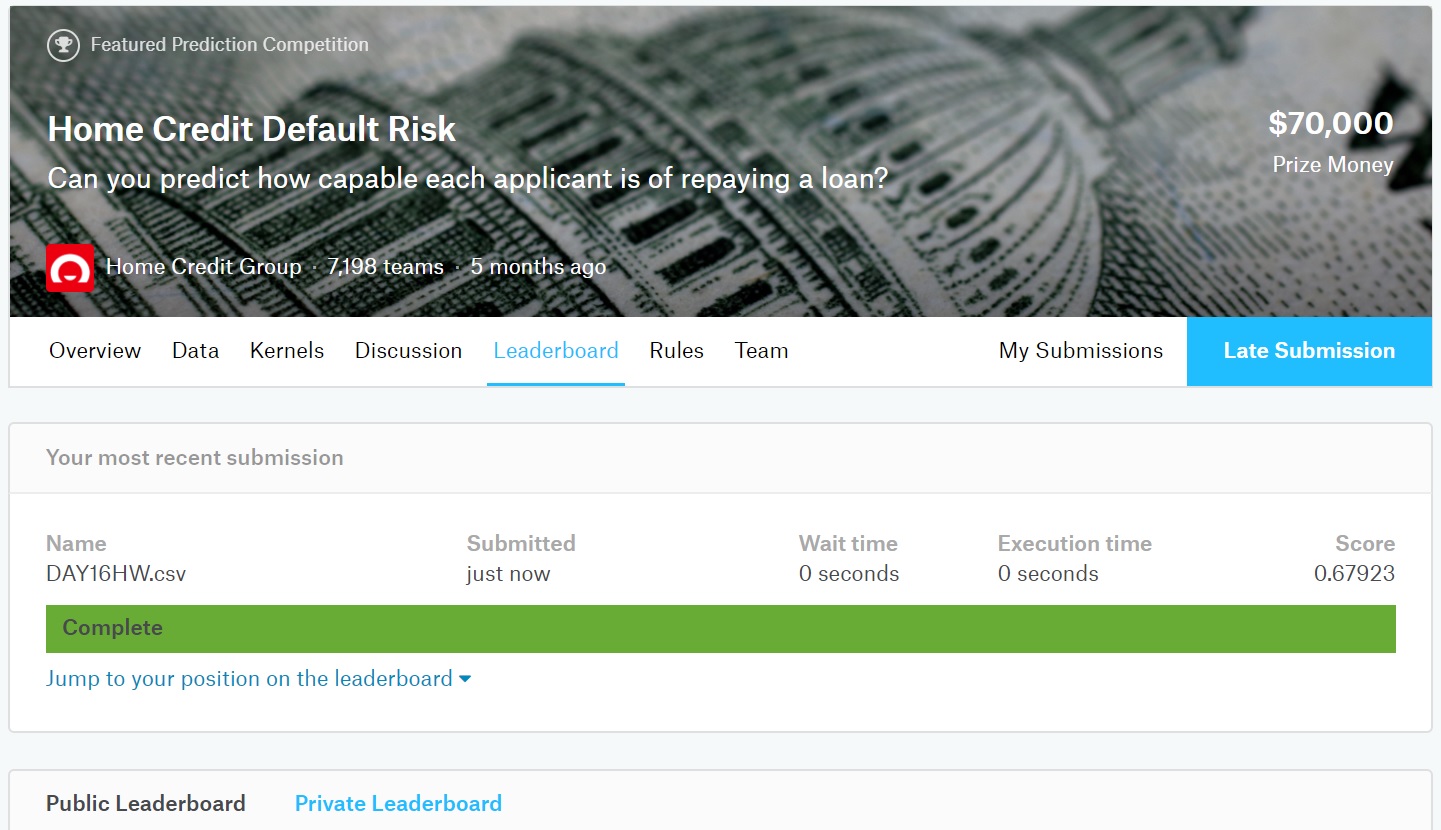 Featured Prediction Competition
Home Credit Default Risk
$70,000
Can you predict how capable each applicant is of repaying a loan?
Prize Money
Home Credit Group · 7,198 teams · 5 months ago
Overview Data Kernels Discussion Leaderboard Rules Team My Submissions Late Submission
Your most recent submission
Name Submitted Wait time Execution time Score
DAY16HW.csv just now 0 seconds 0 seconds 0.67923
Complete
Jump to your position on the leaderboard
Public Leaderboard Private Leaderboard